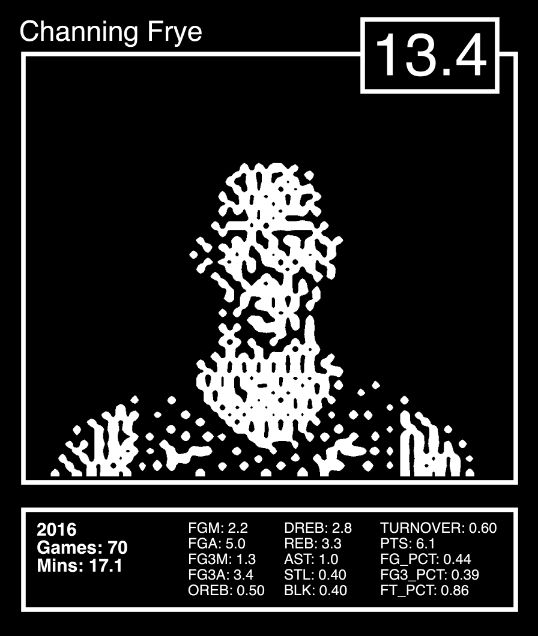 Channing Frye
13.4
2016
Games: 70
Mins: 17.1
FGM: 2.2
FGA: 5.0
FG3M: 1.3
FG3A: 3.4
OREB: 0.50
DREB: 2.8
REB: 3.3
AST: 1.0
STL: 0.40
BLK: 0.40
TURNOVER: 0.60
PTS: 6.1
FG_PCT: 0.44
FG3_PCT: 0.39
FT_PCT: 0.86